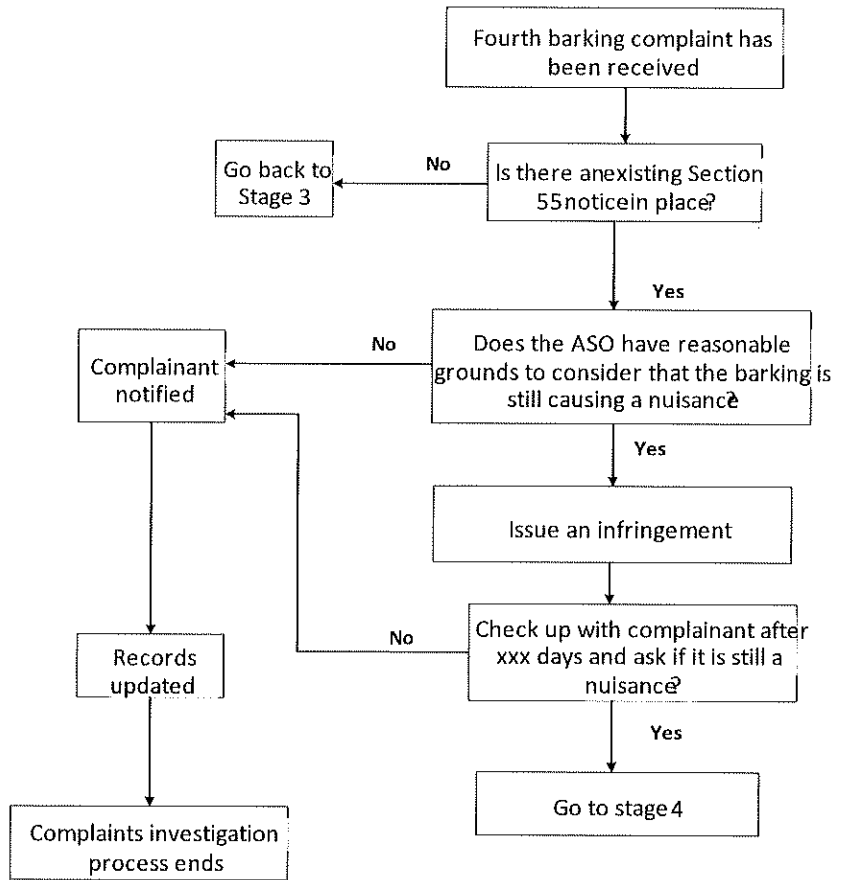 Fourth barking complaint has
been received
Go back to
Stage 3
No
Is there anexisting Section
55noticein place?
Yes
Complainant
notified
No
Does the ASO have reasonable
grounds to consider that the barking is
still causing a nuisance?
Yes
Issue an infringement
Records
updated
No
Check up with complainant after
xxx days and ask if it is still a
nuisance?
Yes
Go to stage 4
Complaints investigation
process ends